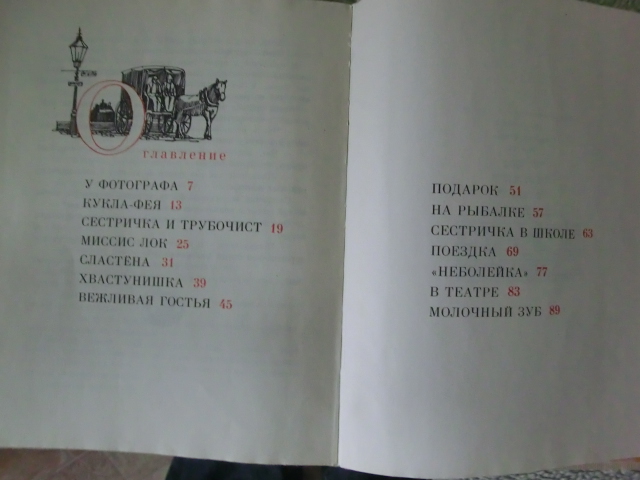 Оглавление
У ФОТОГРАФА 7
КУКЛА-ФЕЯ 13
СЕСТРИЧКА И ТРУБОЧИСТ 19
МИССИС ЛОК 25
СЛАСТЁНА 31
ХВАСТУНИШКА 39
ВЕЖЛИВАЯ ГОСТЬЯ 45
ПОДАРОК 51
НА РЫБАЛКЕ 57
СЕСТРИЧКА В ШКОЛЕ 63
ПОЕЗДКА 69
«НЕБОЛЕЙКА» 77
В ТЕАТРЕ 83
МОЛОЧНЫЙ ЗУБ 89